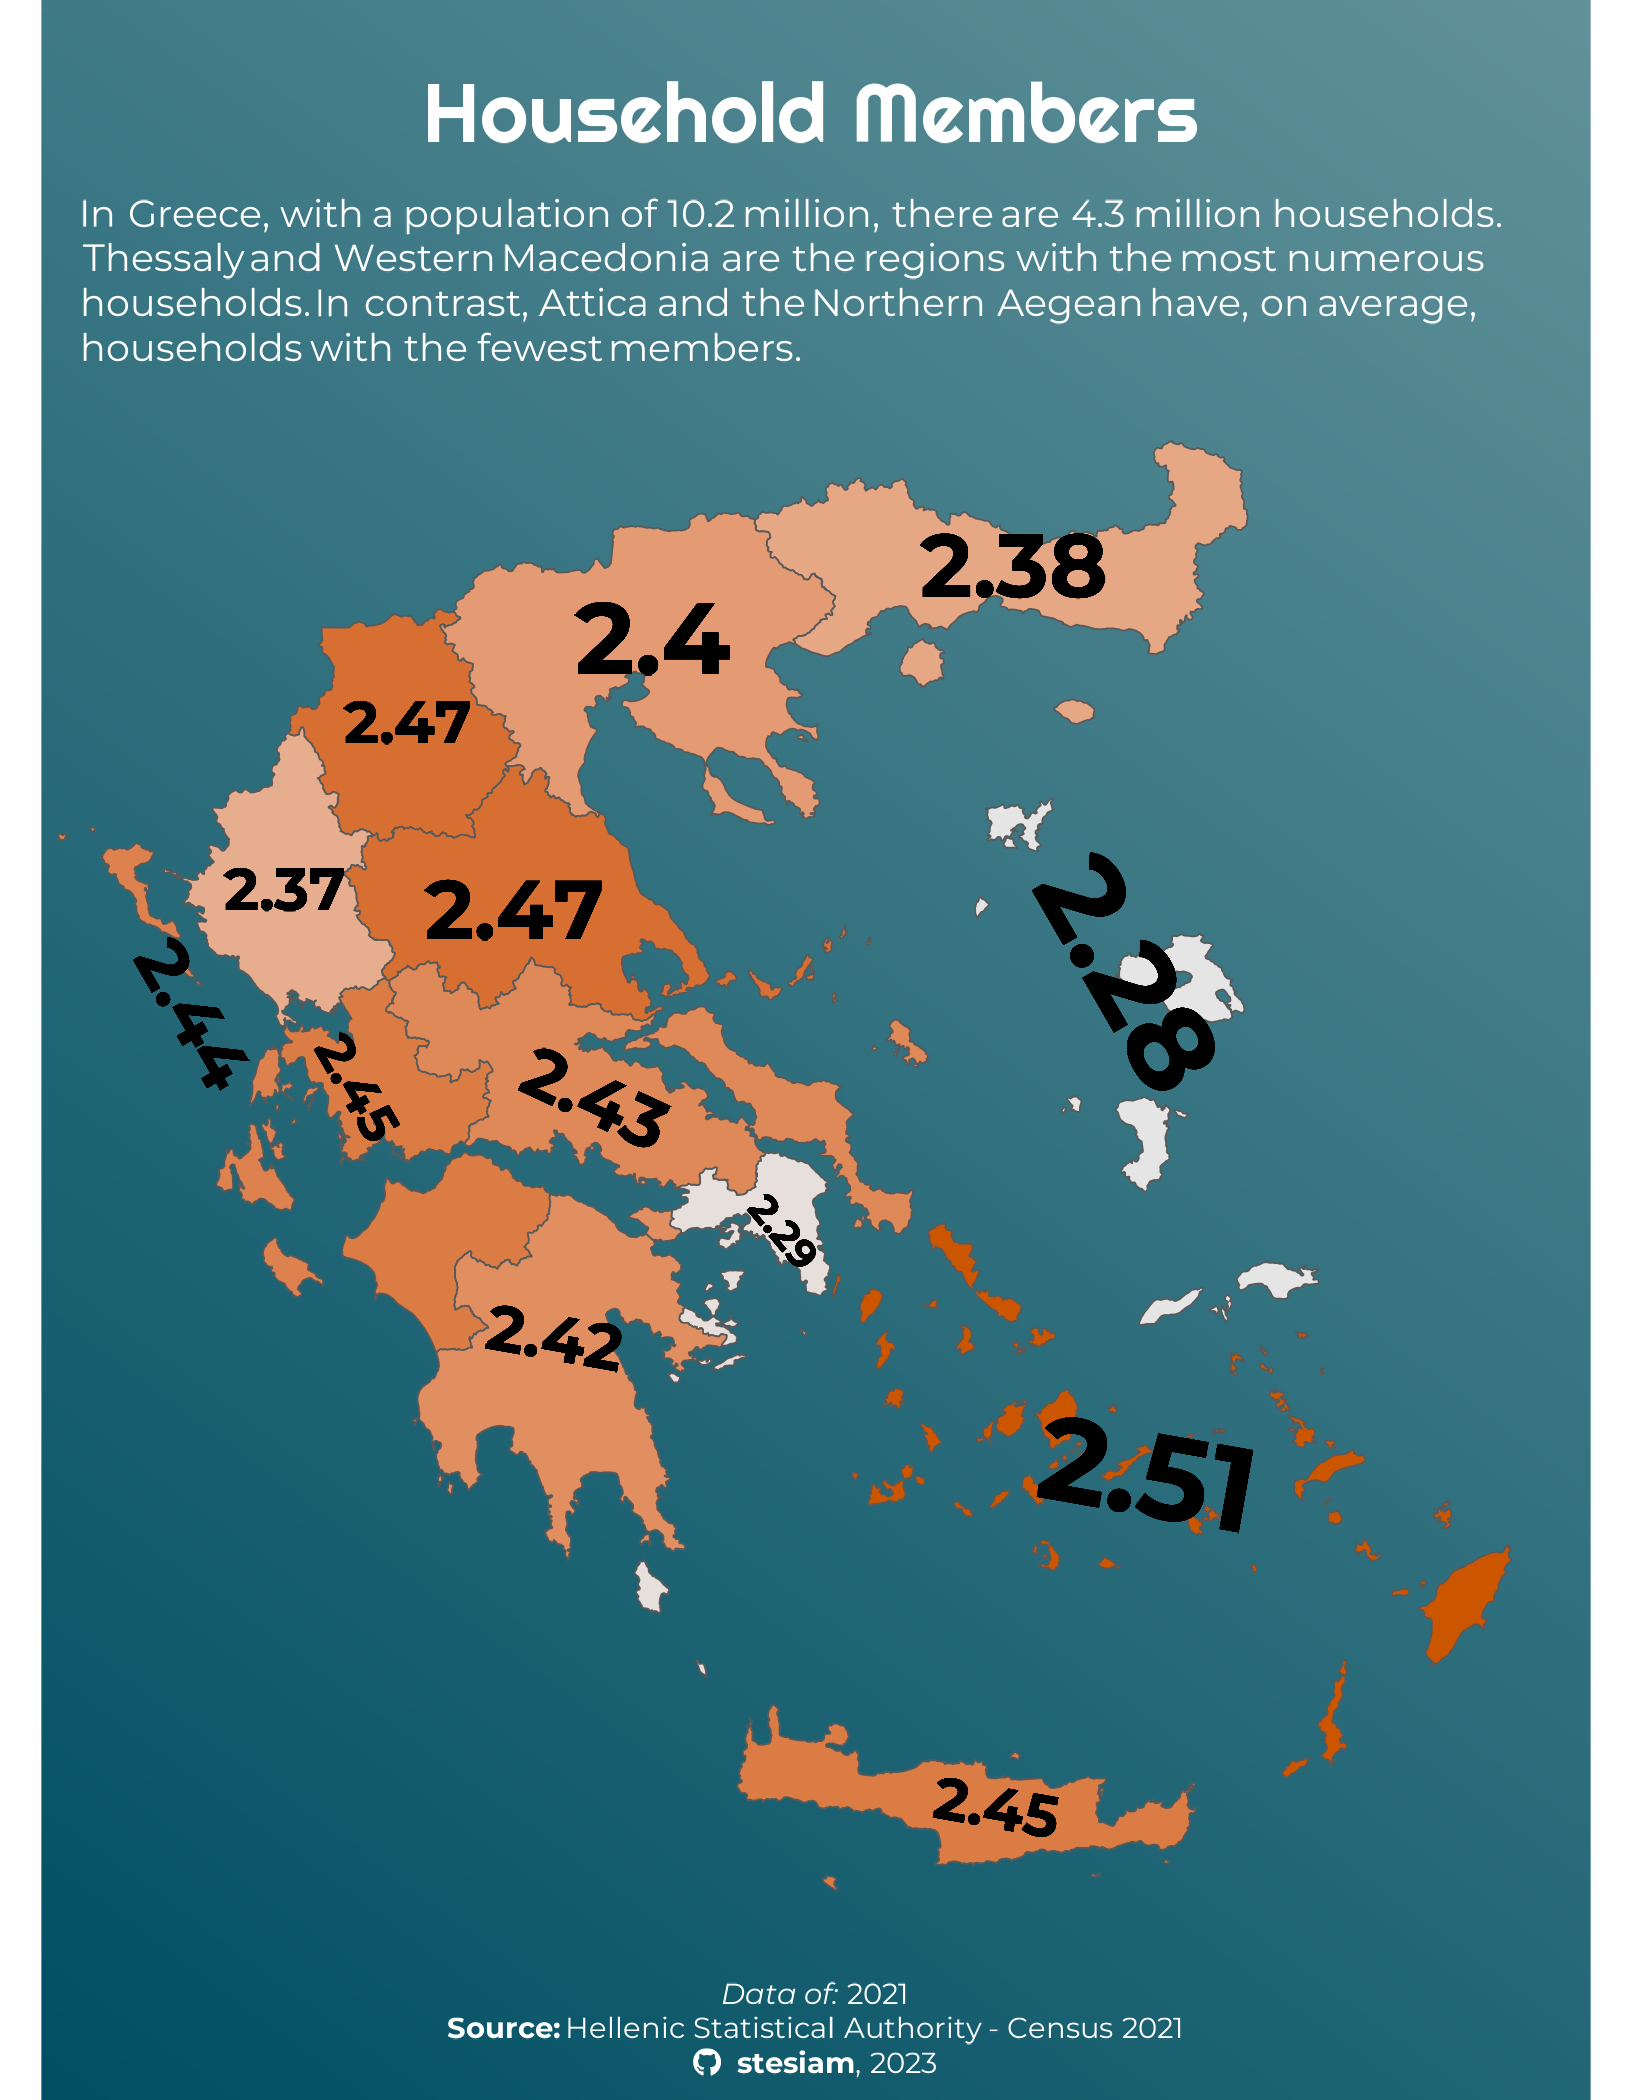 Household Members
In Greece, with a population of 10.2 million, there are 4.3 million households.
Thessaly and Western Macedonia are the regions with the most numerous
households. In contrast, Attica and the Northern Aegean have, on average,
households with the fewest members.
2.38
2.4
2.47
2.37
2.47
2.28
2.44
2.45
2.43
2.29
2.42
2.51
2.45
Data of: 2021
Source: Hellenic Statistical Authority - Census 2021
stesiam, 2023